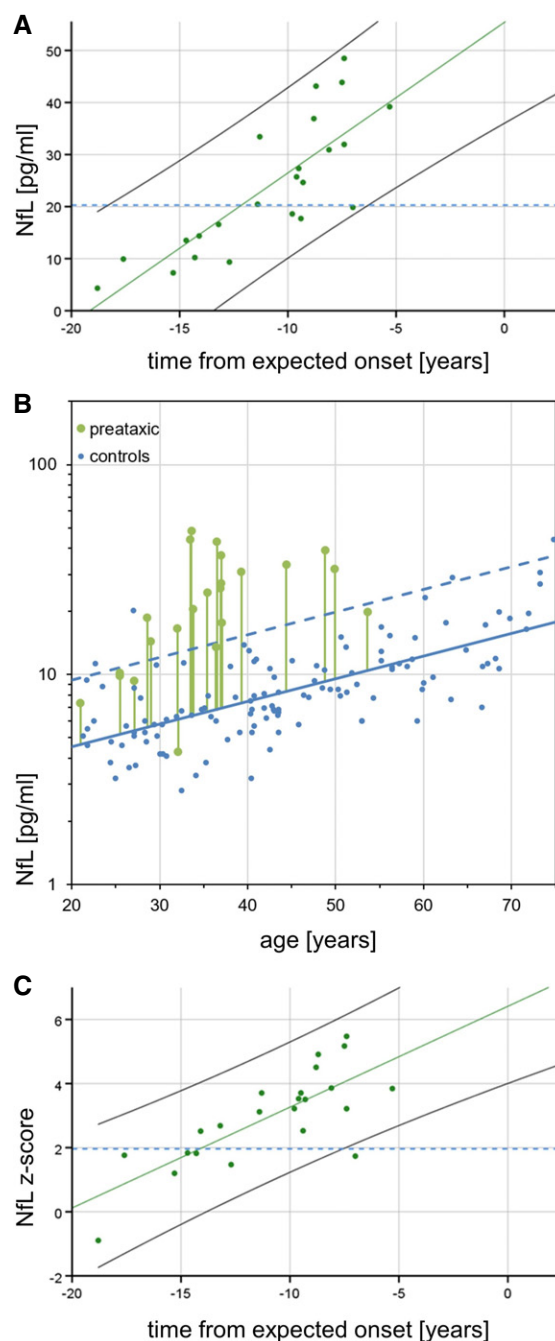 A
50
40
30
20
10
0
NfL [pg/ml]
-20 -15 -10 -5 0
time from expected onset [years]
B
preataxic
controls
100
10
1
NfL [pg/ml]
20 30 40 50 60 70
age [years]
C
6
4
2
0
-2
NfL z-score
-20 -15 -10 -5 0
time from expected onset [years]